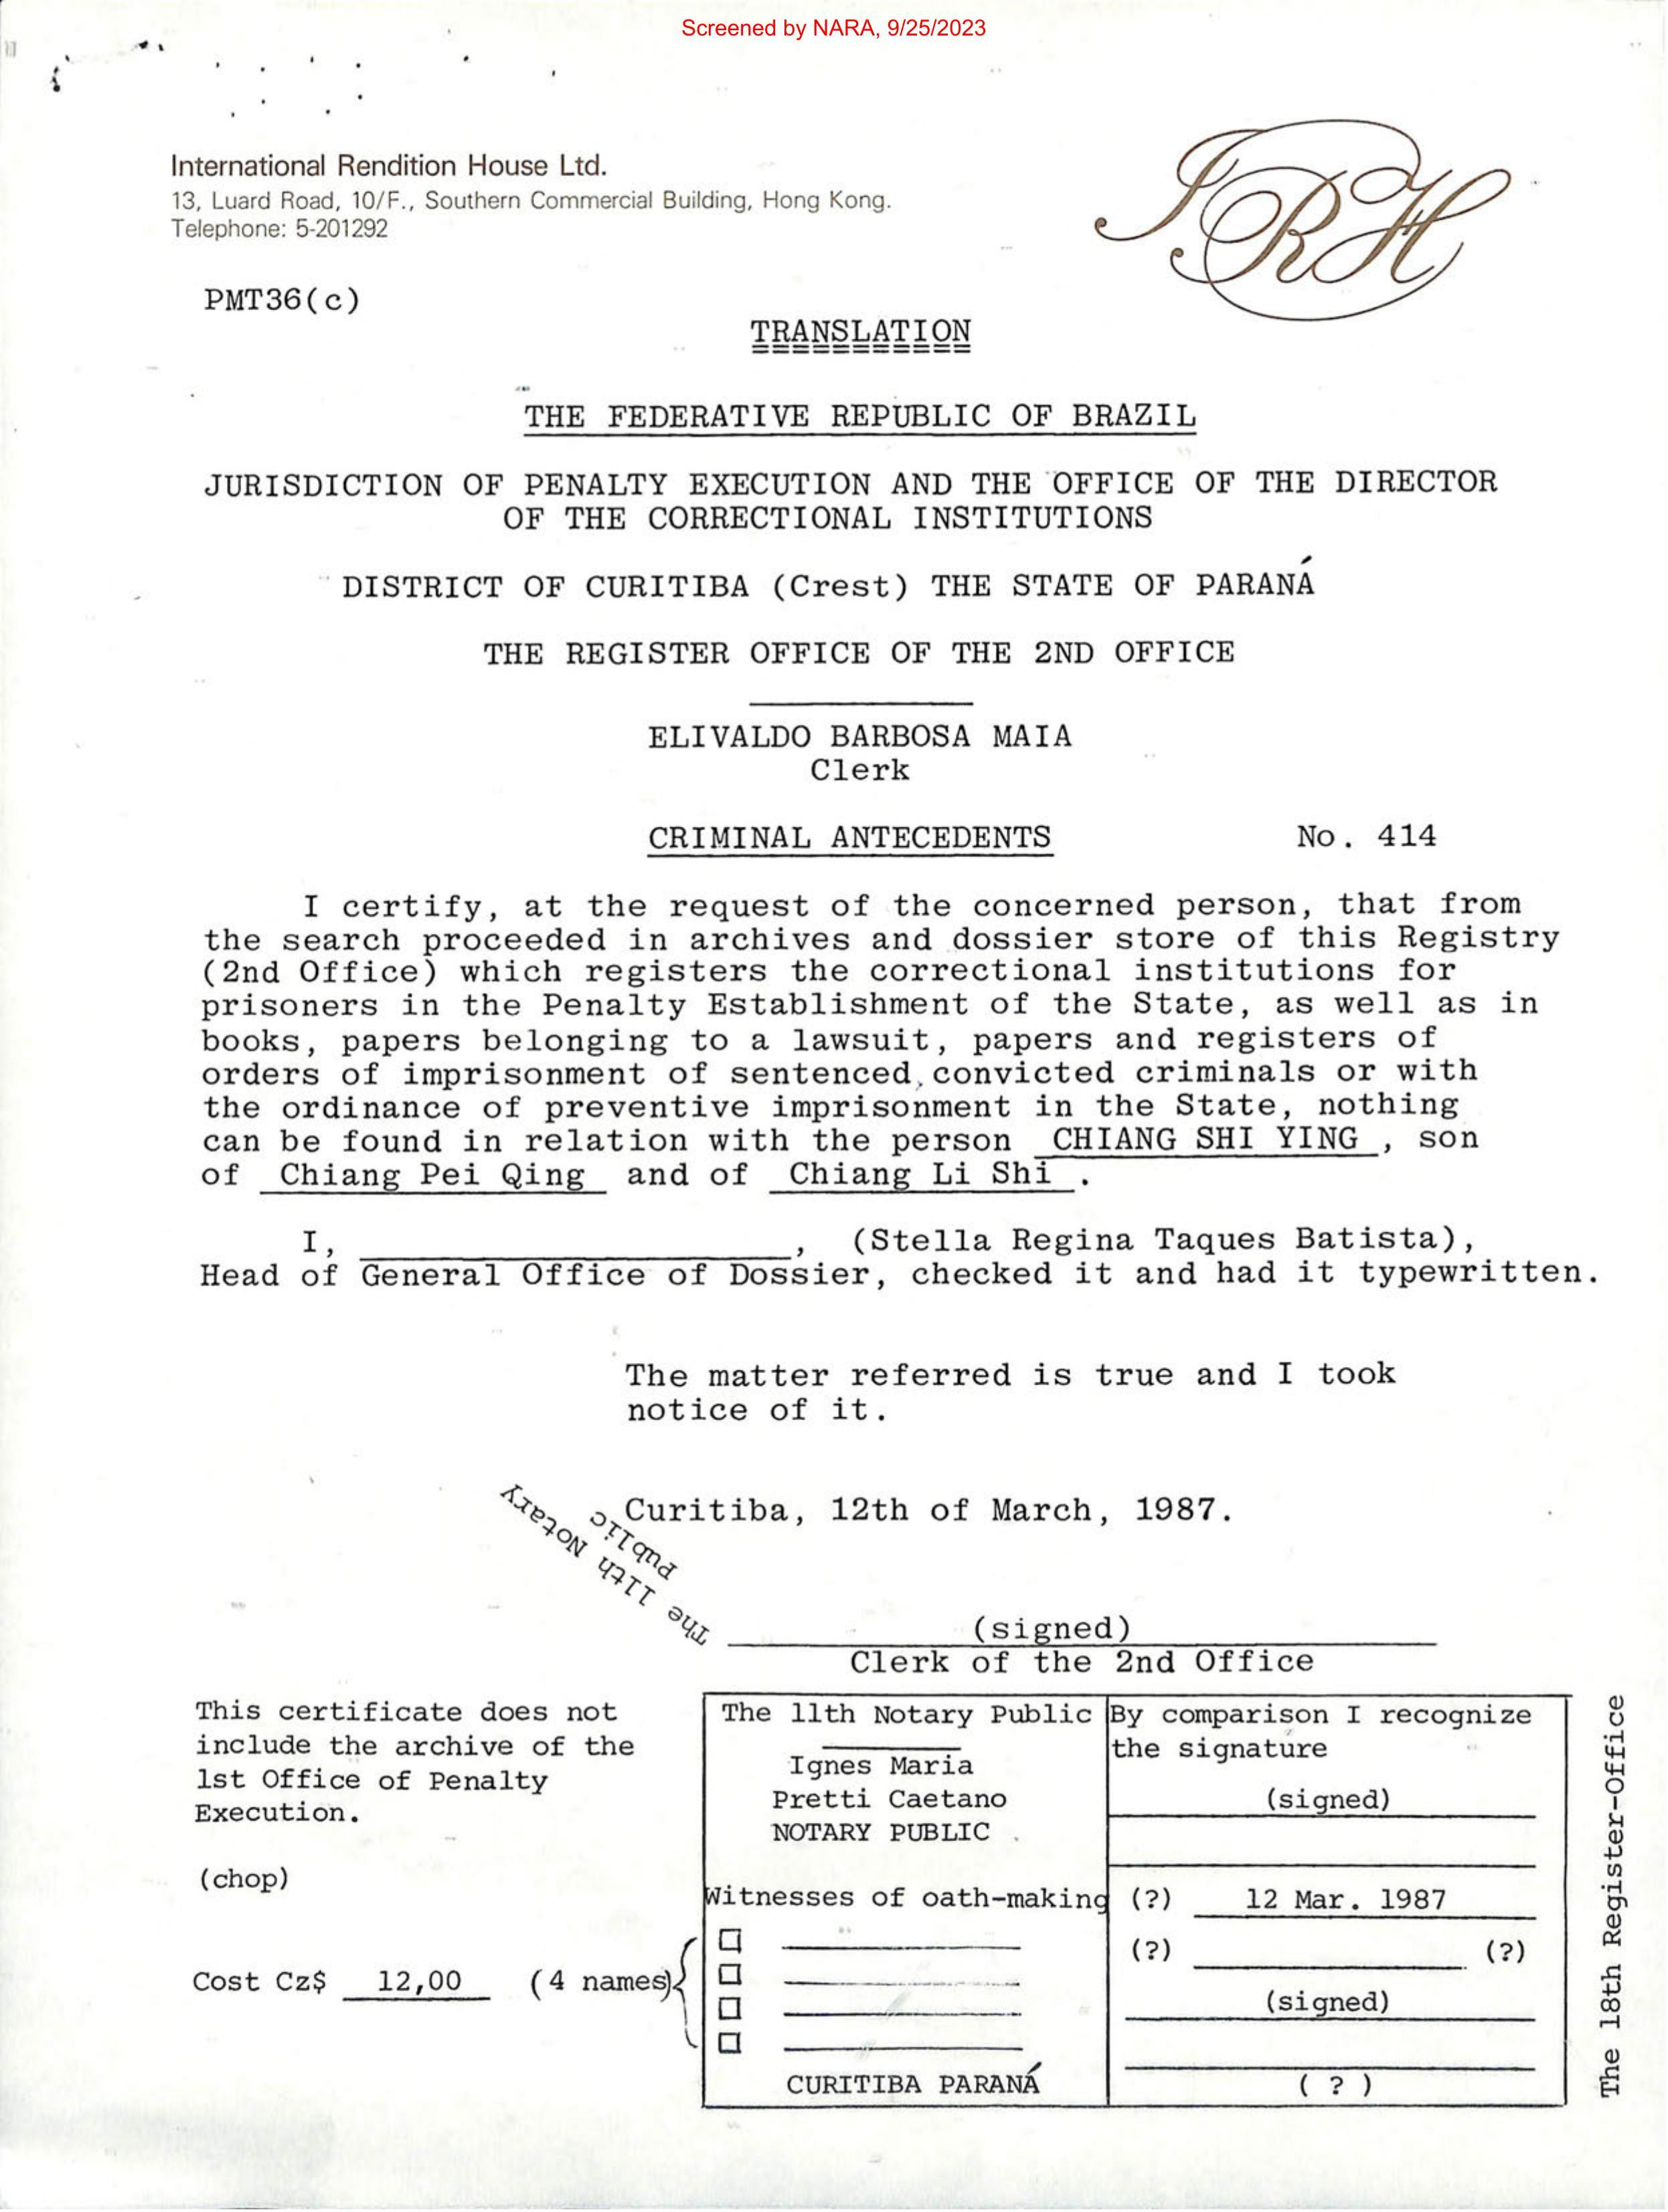 Screened by NARA, 9/25/2023
International Rendition House Ltd.
13, Luard Road, 10/F., Southern Commercial Building, Hong Kong.
Telephone: 5-201292
IRH
PMT36(c)
TRANSLATION
THE FEDERATIVE REPUBLIC OF BRAZIL
JURISDICTION OF PENALTY EXECUTION AND THE OFFICE OF THE DIRECTOR
OF THE CORRECTIONAL INSTITUTIONS
DISTRICT OF CURITIBA (Crest) THE STATE OF PARANÁ
THE REGISTER OFFICE OF THE 2ND OFFICE
ELIVALDO BARBOSA MAIA
Clerk
CRIMINAL ANTECEDENTS No. 414
I certify, at the request of the concerned person, that from
the search proceeded in archives and dossier store of this Registry
(2nd Office) which registers the correctional institutions for
prisoners in the Penalty Establishment of the State, as well as in
books, papers belonging to a lawsuit, papers and registers of
orders of imprisonment of sentenced, convicted criminals or with
the ordinance of preventive imprisonment in the State, nothing
can be found in relation with the person CHIANG SHI YING, son
of Chiang Pei Qing and of Chiang Li Shi.
I, , (Stella Regina Taques Batista),
Head of General Office of Dossier, checked it and had it typewritten.
The matter referred is true and I took
notice of it.
Curitiba, 12th of March, 1987.
The 11th Notary
Public
(signed)
Clerk of the 2nd Office
This certificate does not
include the archive of the
1st Office of Penalty
Execution.
(chop)
Cost Cz$ 12,00 (4 names)
The 11th Notary Public
Ignes Maria
Pretti Caetano
NOTARY PUBLIC
Witnesses of oath-making
CURITIBA PARANÁ
By comparison I recognize
the signature
(signed)
(?) 12 Mar. 1987
(?) (?)
(signed)
( ? )
The 18th Register-Office